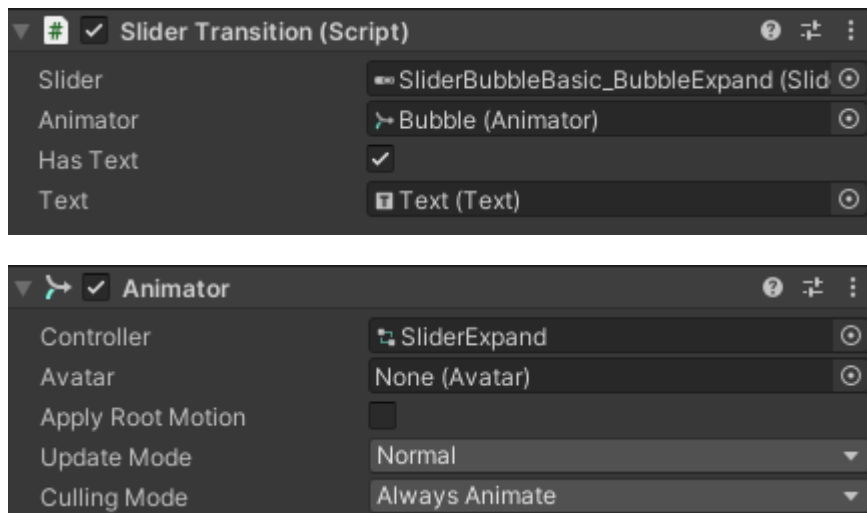 # Slider Transition (Script)
Slider SliderBubbleBasic_BubbleExpand (Slid
Animator Bubble (Animator)
Has Text
Text T Text (Text)
Animator
Controller SliderExpand
Avatar None (Avatar)
Apply Root Motion
Update Mode Normal
Culling Mode Always Animate